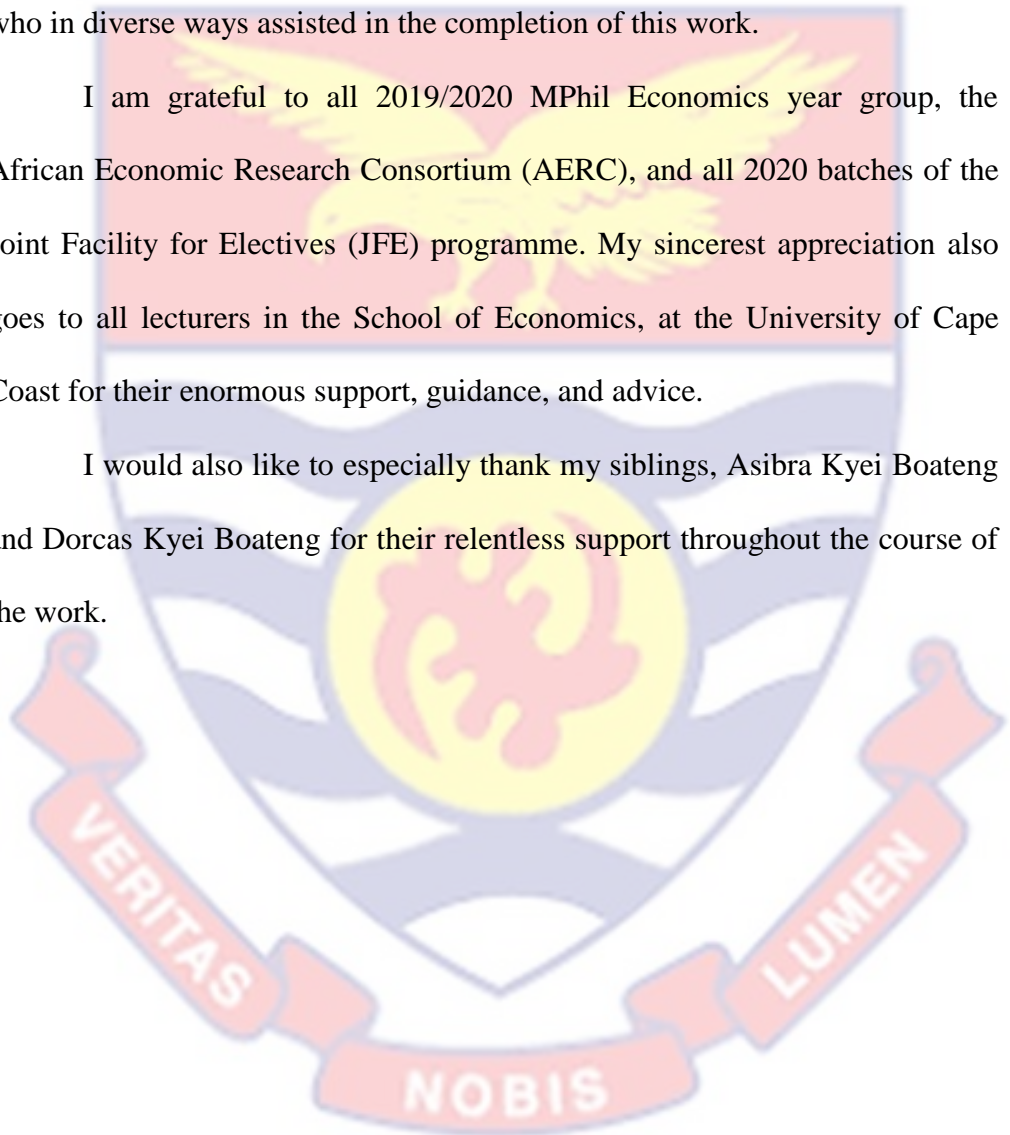 who in diverse ways assisted in the completion of this work.
I am grateful to all 2019/2020 MPhil Economics year group, the
African Economic Research Consortium (AERC), and all 2020 batches of the
Joint Facility for Electives (JFE) programme. My sincerest appreciation also
goes to all lecturers in the School of Economics, at the University of Cape
Coast for their enormous support, guidance, and advice.
I would also like to especially thank my siblings, Asibra Kyei Boateng
and Dorcas Kyei Boateng for their relentless support throughout the course of
the work.
VERITAS
NOBIS
LUMEN